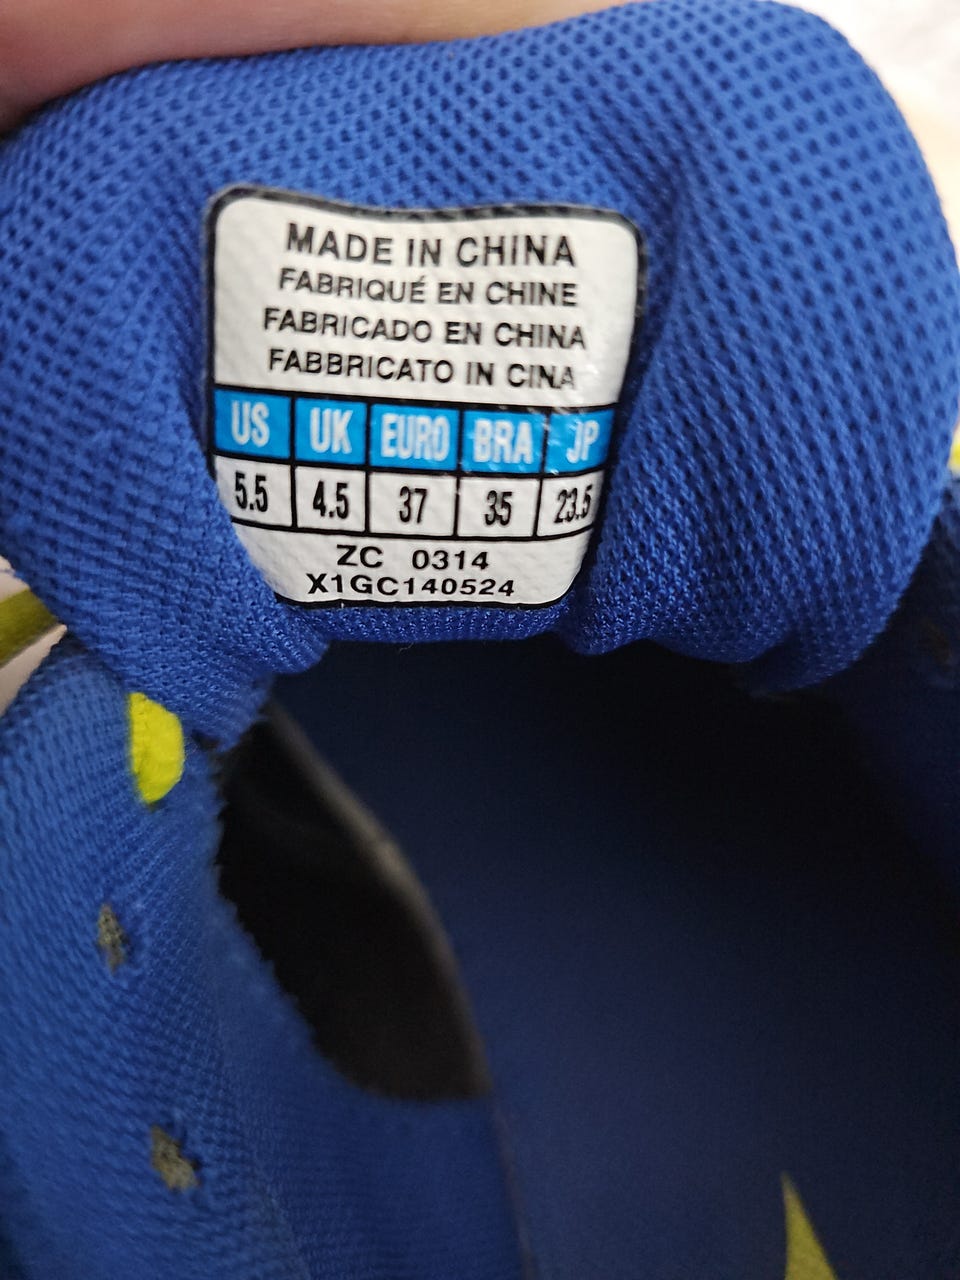 MADE IN CHINA
FABRIQUÉ EN CHINE
FABRICADO EN CHINA
FABBRICATO IN CINA
US UK EURO BRA JP
5.5 4.5 37 35 23.5
ZC 0314
X1GC140524